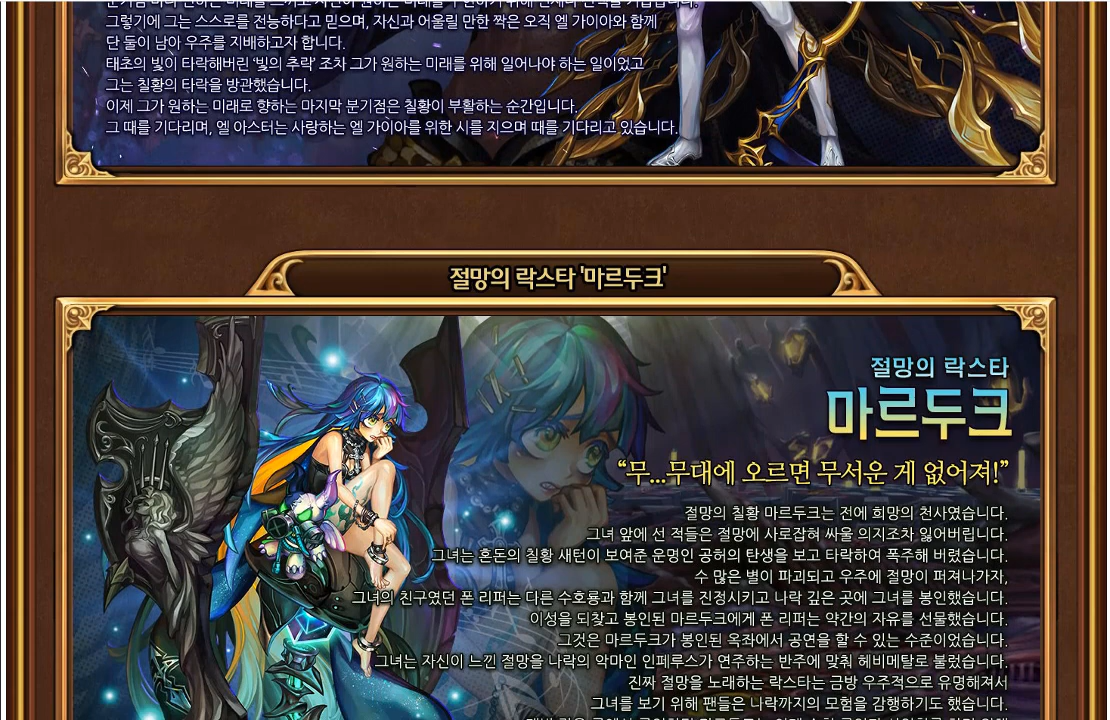 그렇기에 그는 스스로를 전능하다고 믿으며, 자신과 어울릴 만한 짝은 오직 엘 가이아와 함께
단 둘이 남아 우주를 지배하고자 합니다.
태초의 빛이 타락해버린 '빛의 추락' 조차 그가 원하는 미래를 위해 일어나야 하는 일이었고
그는 칠황의 타락을 방관했습니다.
이제 그가 원하는 미래로 향하는 마지막 분기점은 칠황이 부활하는 순간입니다.
그 때를 기다리며, 엘 아스터는 사랑하는 엘 가이아를 위한 시를 지으며 때를 기다리고 있습니다.
절망의 락스타 '마르두크'
절망의 락스타
마르두크
“무...무대에 오르면 무서운 게 없어져!”
절망의 칠황 마르두크는 전에 희망의 천사였습니다.
그녀 앞에 선 적들은 절망에 사로잡혀 싸울 의지조차 잃어버립니다.
그녀는 혼돈의 칠황 새턴이 보여준 운명인 공허의 탄생을 보고 타락하여 폭주해 버렸습니다.
수 많은 별이 파괴되고 우주에 절망이 퍼져나가자,
그녀의 친구였던 폰 리퍼는 다른 수호룡과 함께 그녀를 진정시키고 나락 깊은 곳에 그녀를 봉인했습니다.
이성을 되찾고 봉인된 마르두크에게 폰 리퍼는 약간의 자유를 선물했습니다.
그것은 마르두크가 봉인된 옥좌에서 공연을 할 수 있는 수준이었습니다.
그녀는 자신이 느낀 절망을 나락의 악마인 인페루스가 연주하는 반주에 맞춰 헤비메탈로 불렀습니다.
진짜 절망을 노래하는 락스타는 금방 우주적으로 유명해져서
그녀를 보기 위해 팬들은 나락까지의 모험을 감행하기도 했습니다.